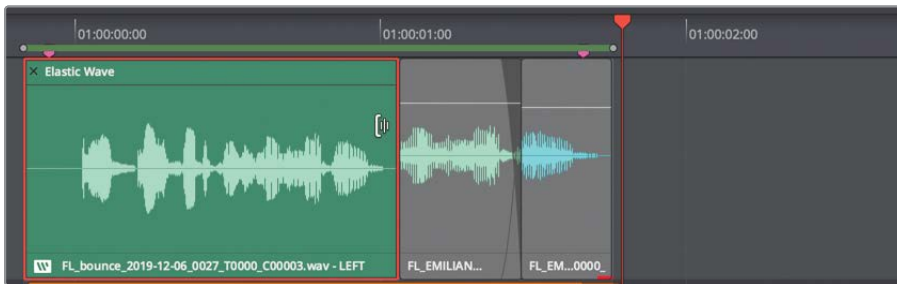 01:00:00:00
01:00:01:00
01:00:02:00
× Elastic Wave
FL_bounce_2019-12-06_0027_T0000_C00003.wav - LEFT
FL_EMILIAN...
FL_EM...0000_